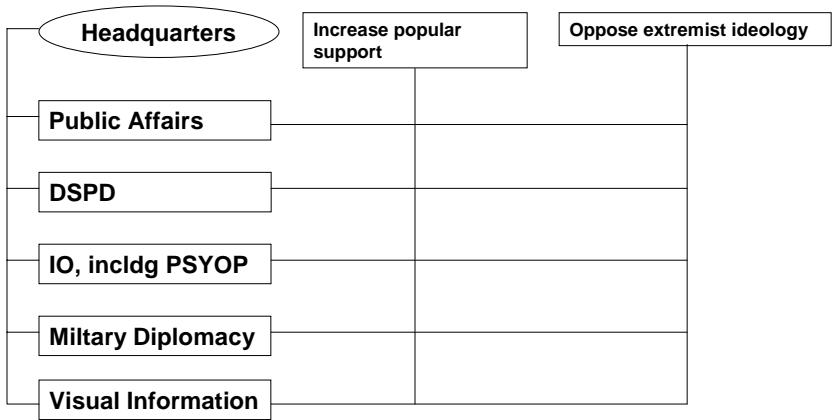 Headquarters
Increase popular
support
Oppose extremist ideology
Public Affairs
DSPD
IO, incldg PSYOP
Miltary Diplomacy
Visual Information